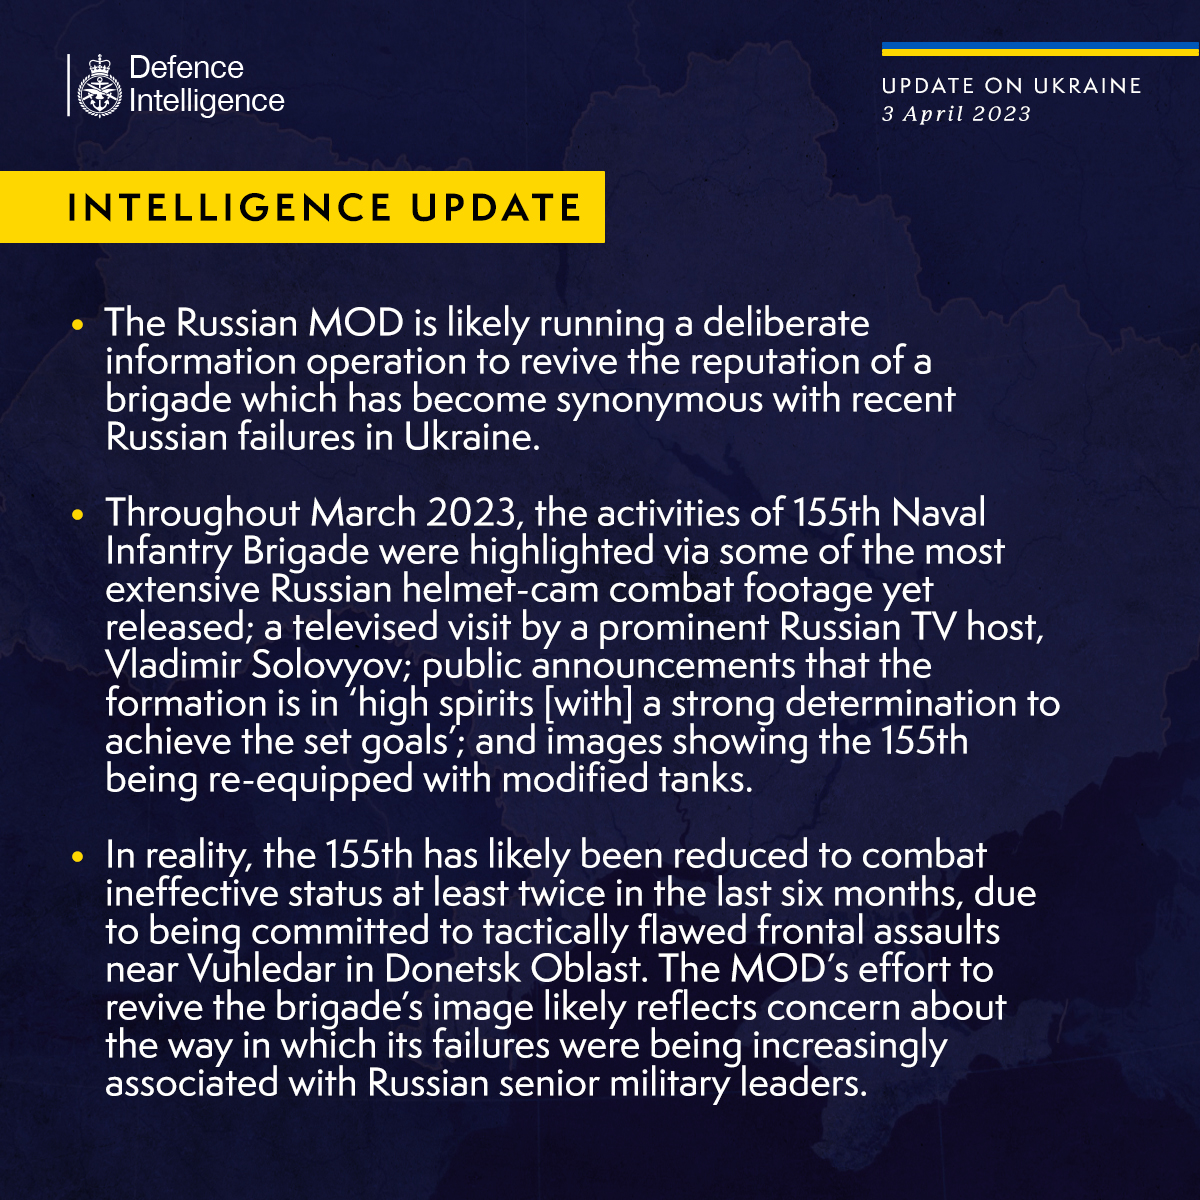 Defence
Intelligence
UPDATE ON UKRAINE
3 April 2023
INTELLIGENCE UPDATE
• The Russian MOD is likely running a deliberate
information operation to revive the reputation of a
brigade which has become synonymous with recent
Russian failures in Ukraine.
• Throughout March 2023, the activities of 155th Naval
Infantry Brigade were highlighted via some of the most
extensive Russian helmet-cam combat footage yet
released; a televised visit by a prominent Russian TV host,
Vladimir Solovyov; public announcements that the
formation is in ‘high spirits [with] a strong determination to
achieve the set goals’; and images showing the 155th
being re-equipped with modified tanks.
• In reality, the 155th has likely been reduced to combat
ineffective status at least twice in the last six months, due
to being committed to tactically flawed frontal assaults
near Vuhledar in Donetsk Oblast. The MOD’s effort to
revive the brigade’s image likely reflects concern about
the way in which its failures were being increasingly
associated with Russian senior military leaders.